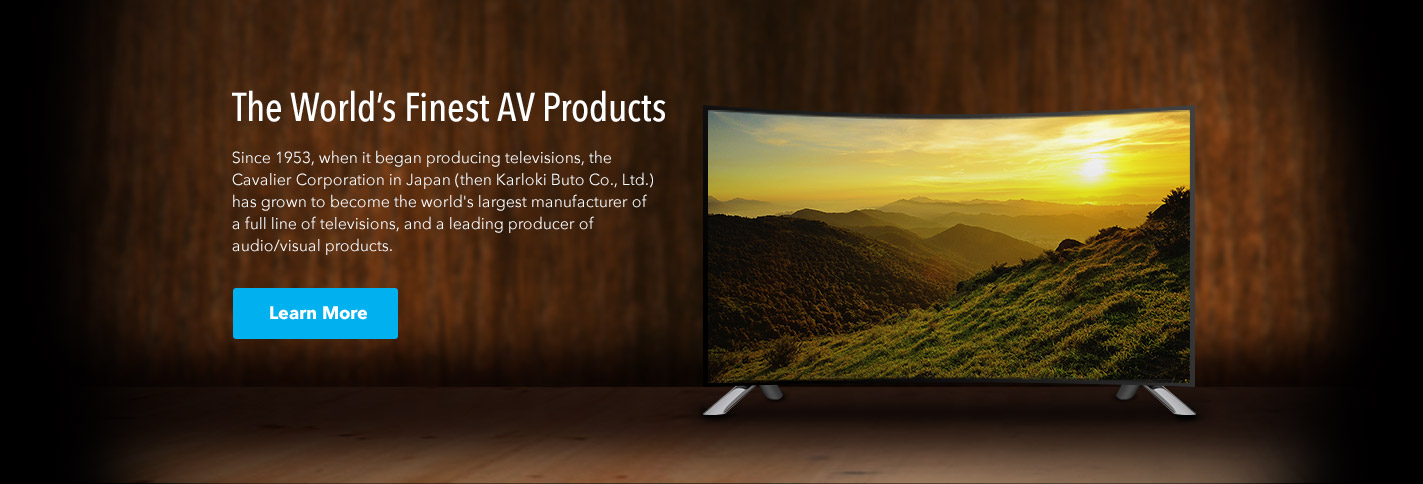 The World’s Finest AV Products
Since 1953, when it began producing televisions, the
Cavalier Corporation in Japan (then Karloki Buto Co., Ltd.)
has grown to become the world's largest manufacturer of
a full line of televisions, and a leading producer of
audio/visual products.
Learn More